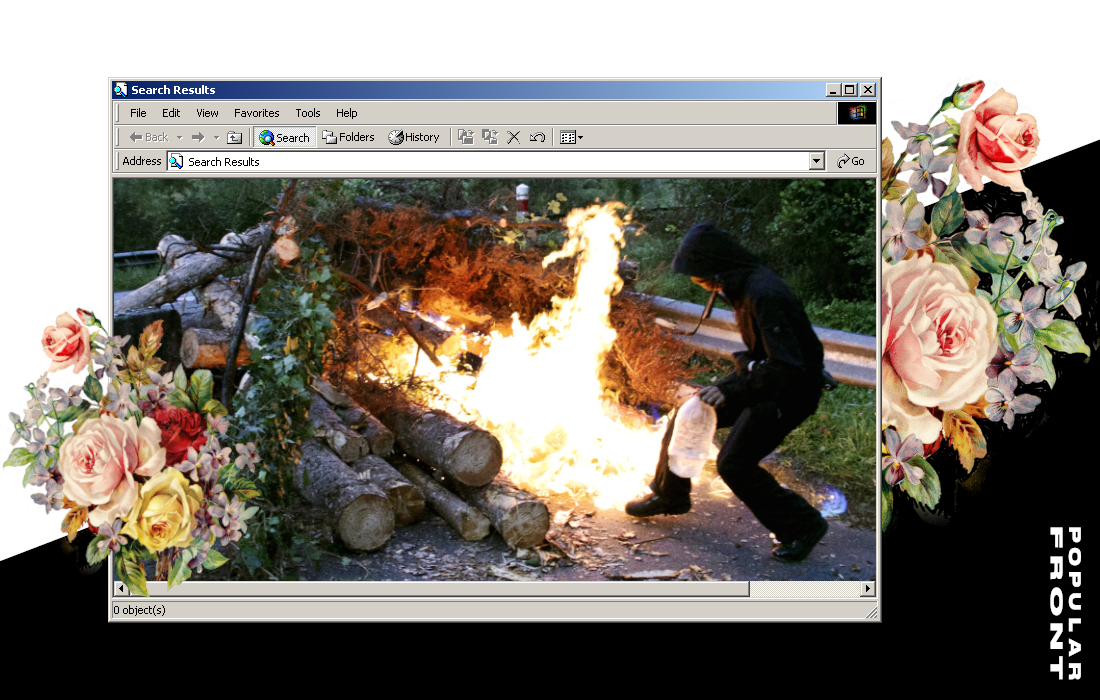 Search Results
File Edit View Favorites Tools Help
Back Search Folders History
Address Search Results Go
0 object(s)
POPULAR
FRONT